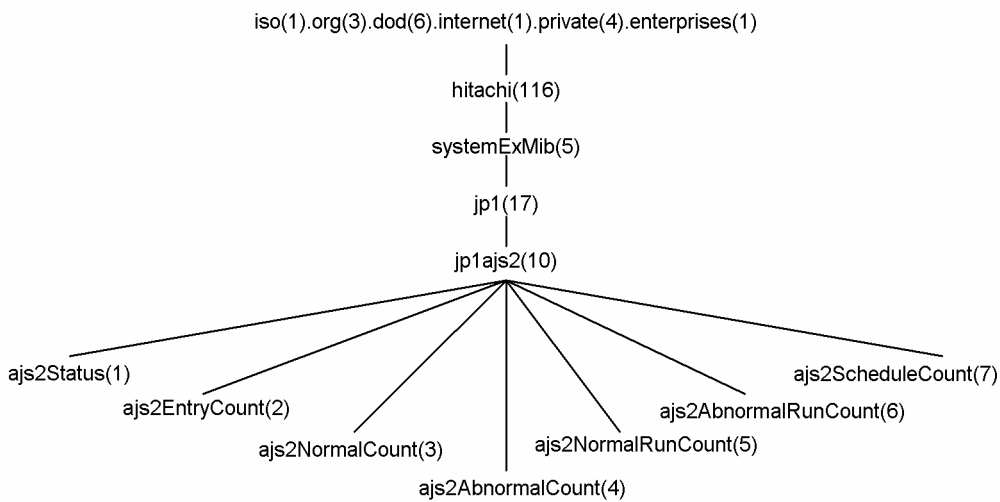 iso(1).org(3).dod(6).internet(1).private(4).enterprises(1)
hitachi(116)
systemExMib(5)
jp1(17)
jp1ajs2(10)
ajs2Status(1)
ajs2EntryCount(2)
ajs2NormalCount(3)
ajs2AbnormalCount(4)
ajs2NormalRunCount(5)
ajs2AbnormalRunCount(6)
ajs2ScheduleCount(7)